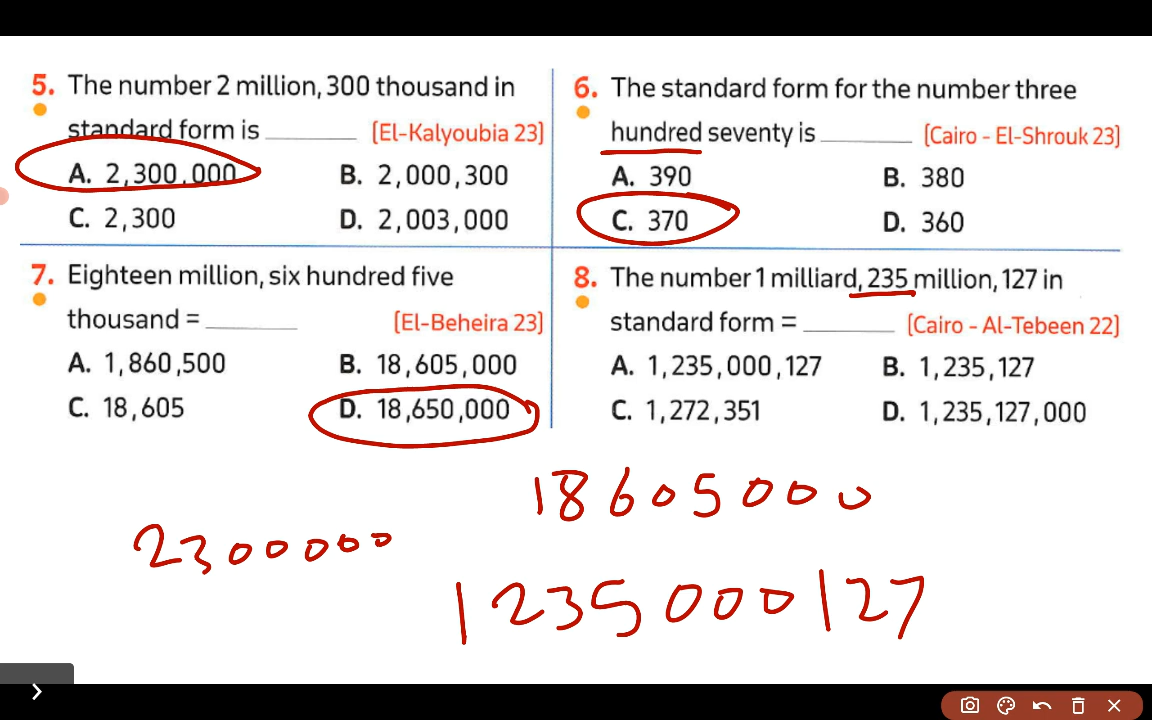 5. The number 2 million, 300 thousand in
standard form is ________ [El-Kalyoubia 23]
A. 2,300,000 B. 2,000,300
C. 2,300 D. 2,003,000
6. The standard form for the number three
hundred seventy is ________ [Cairo - El-Shrouk 23]
A. 390 B. 380
C. 370 D. 360
7. Eighteen million, six hundred five
thousand = ________ [El-Beheira 23]
A. 1,860,500 B. 18,605,000
C. 18,605 D. 18,650,000
8. The number 1 milliard, 235 million, 127 in
standard form = ________ [Cairo - Al-Tebeen 22]
A. 1,235,000,127 B. 1,235,127
C. 1,272,351 D. 1,235,127,000
18605000
2300000
1235000127